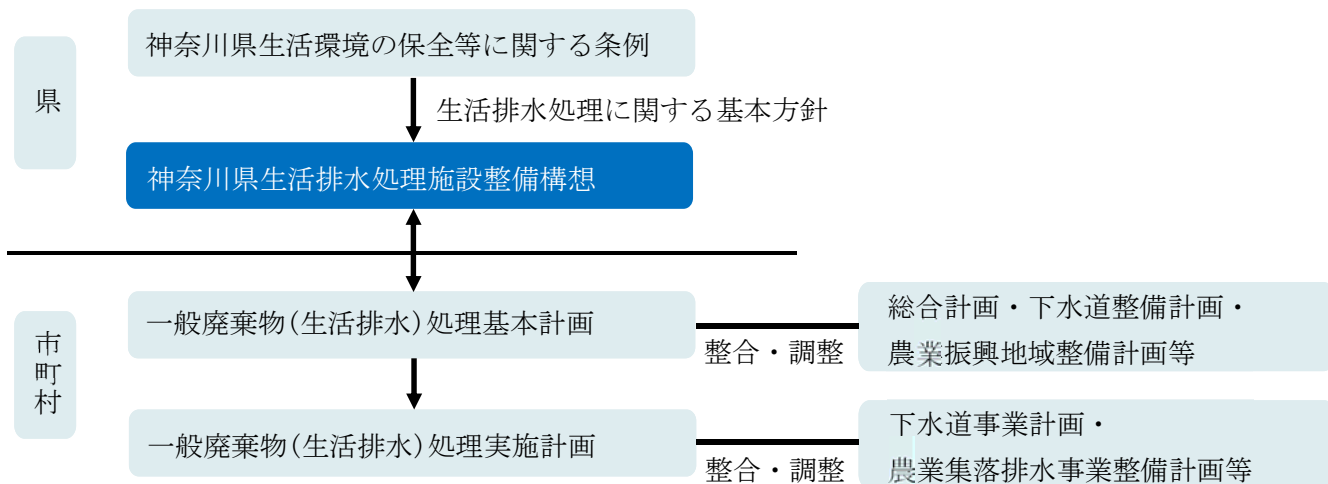 県
神奈川県生活環境の保全等に関する条例
生活排水処理に関する基本方針
神奈川県生活排水処理施設整備構想
市町村
一般廃棄物(生活排水)処理基本計画
整合・調整
総合計画・下水道整備計画・
農業振興地域整備計画等
一般廃棄物(生活排水)処理実施計画
整合・調整
下水道事業計画・
農業集落排水事業整備計画等